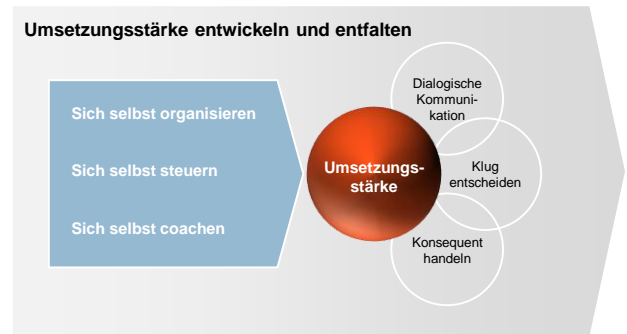 Umsetzungsstärke entwickeln und entfalten
Sich selbst organisieren
Sich selbst steuern
Sich selbst coachen
Umsetzungs-
stärke
Dialogische
Kommuni-
kation
Klug
entscheiden
Konsequent
handeln